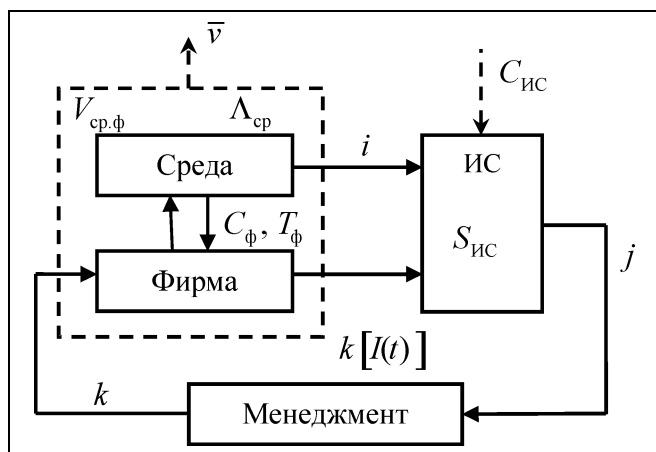 v̄
C_ИС
V_ср.ф Λ_ср
Среда
i
ИС
C_ф, T_ф
S_ИС
Фирма
j
k[I(t)]
k
Менеджмент